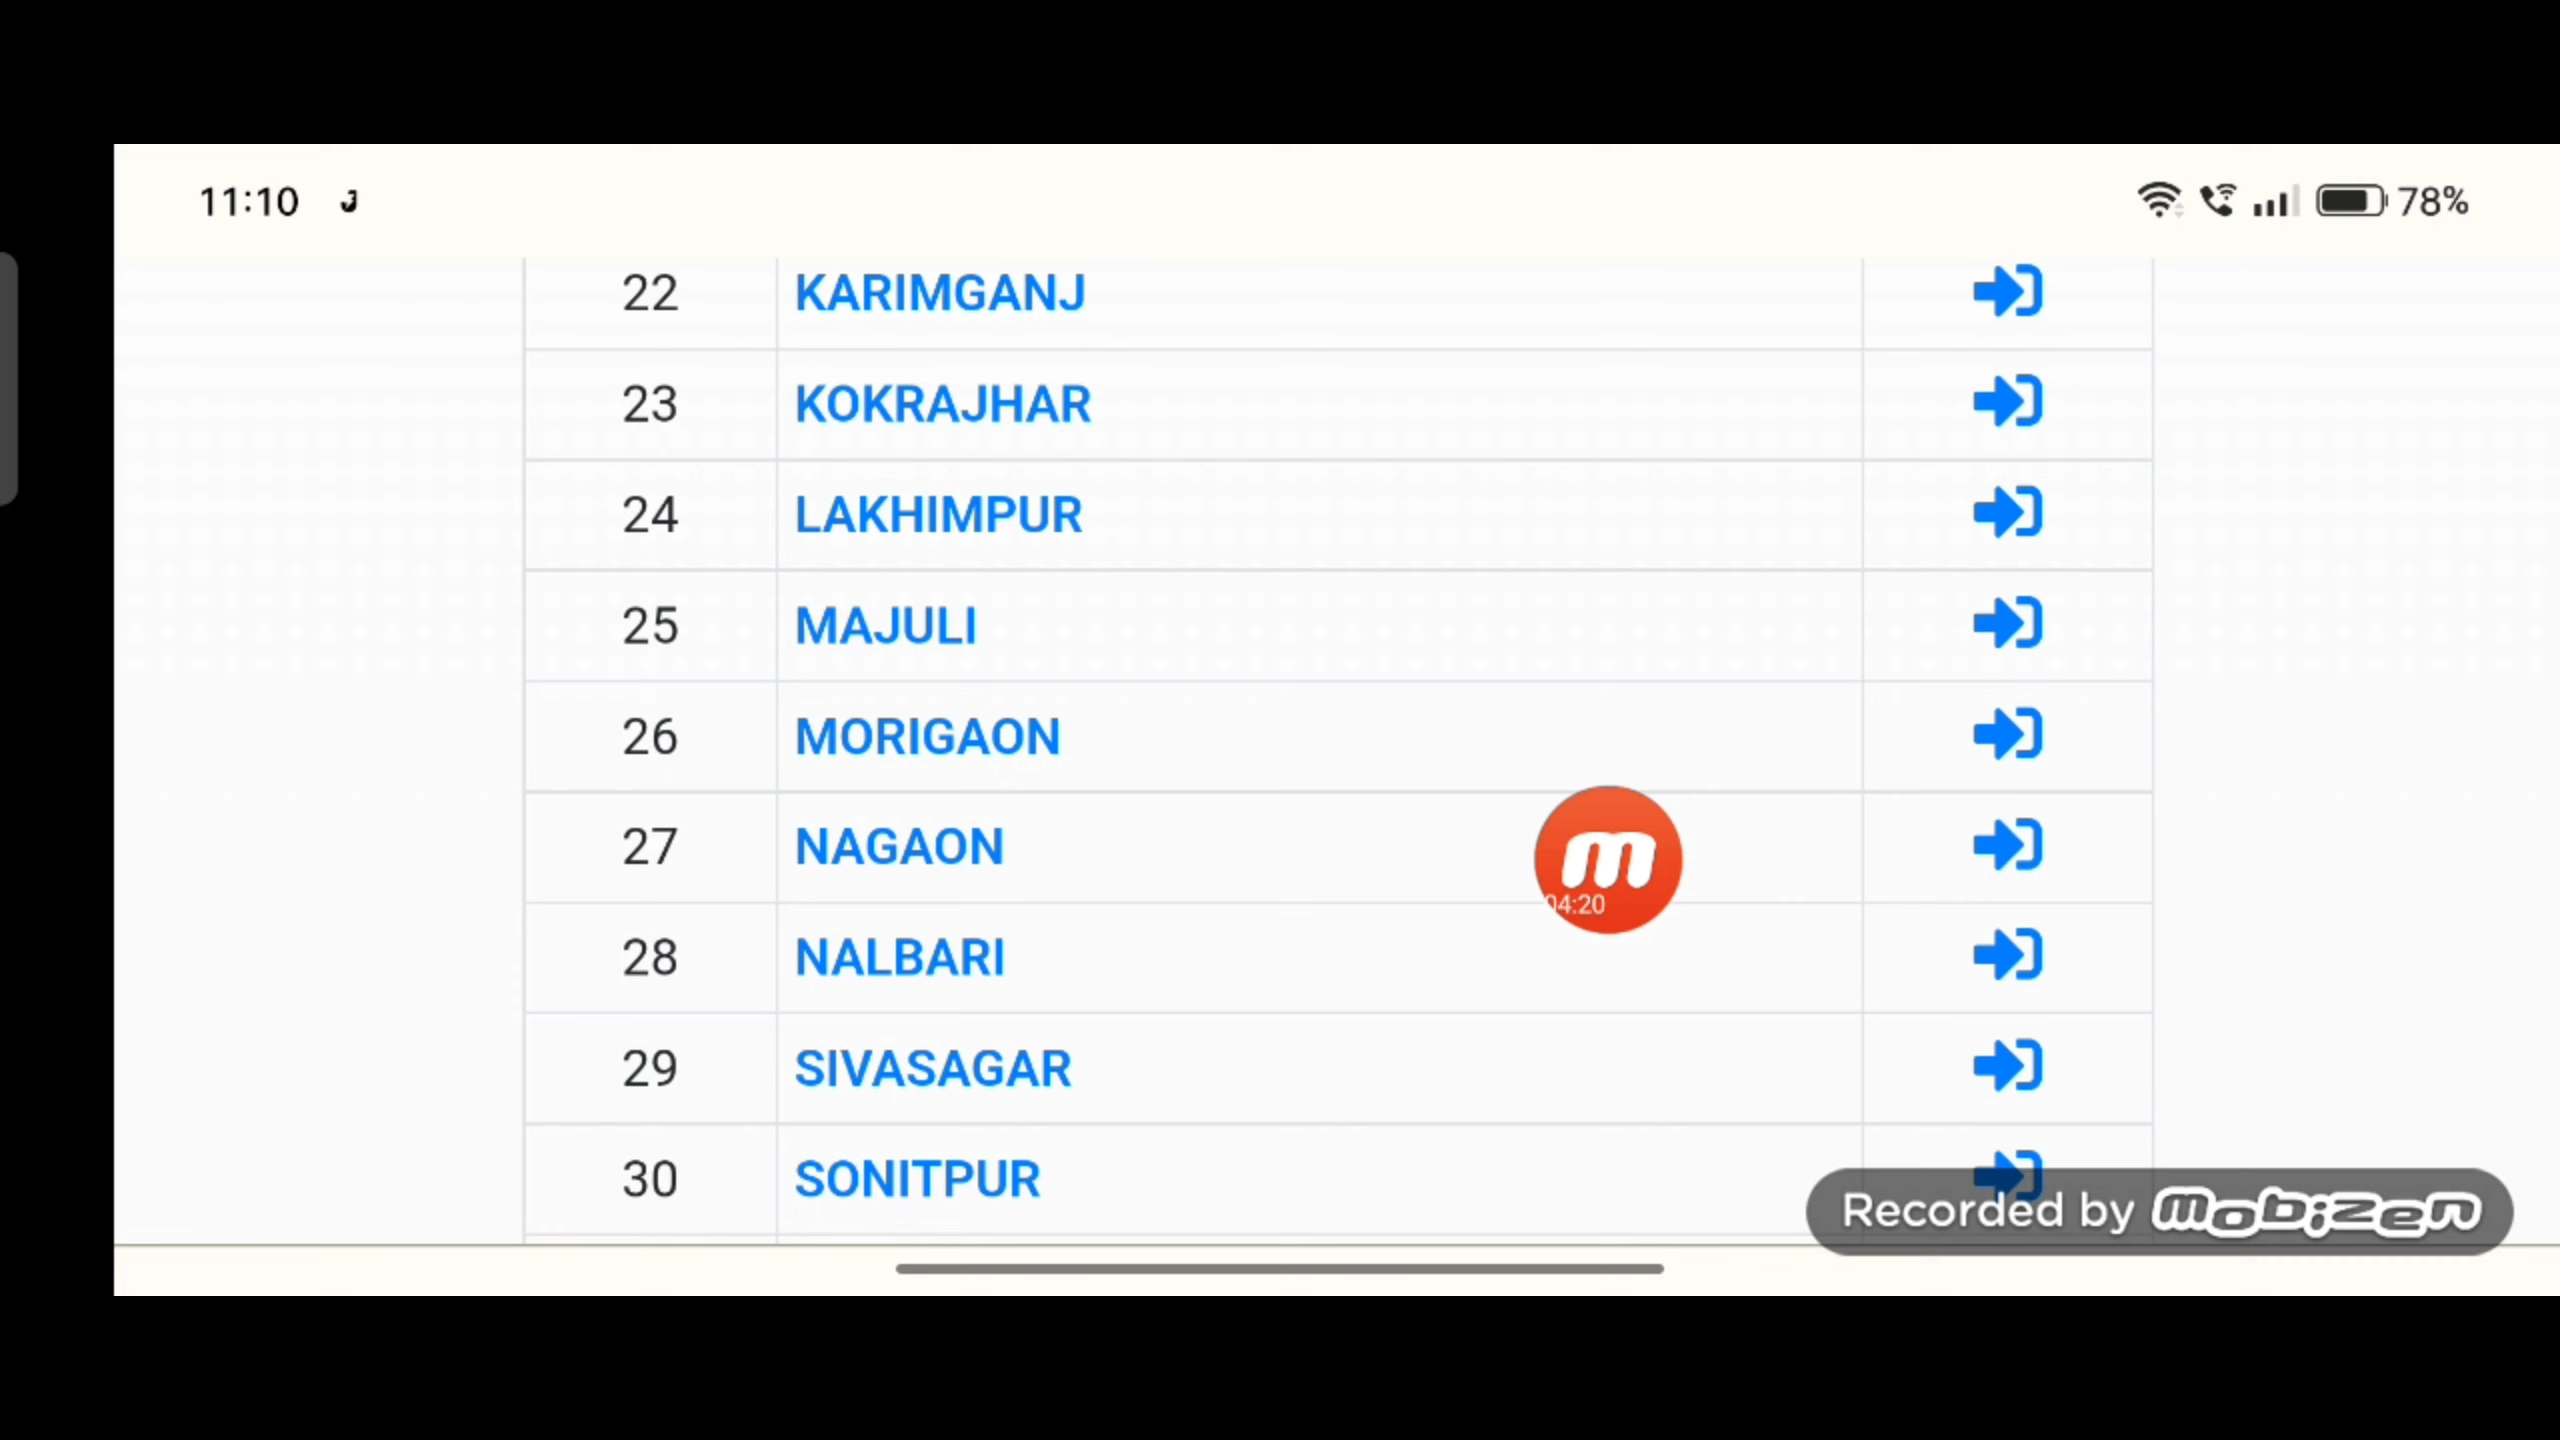 11:10 78%
22 KARIMGANJ
23 KOKRAJHAR
24 LAKHIMPUR
25 MAJULI
26 MORIGAON
27 NAGAON
m
04:20
28 NALBARI
29 SIVASAGAR
30 SONITPUR
Recorded by mobizen